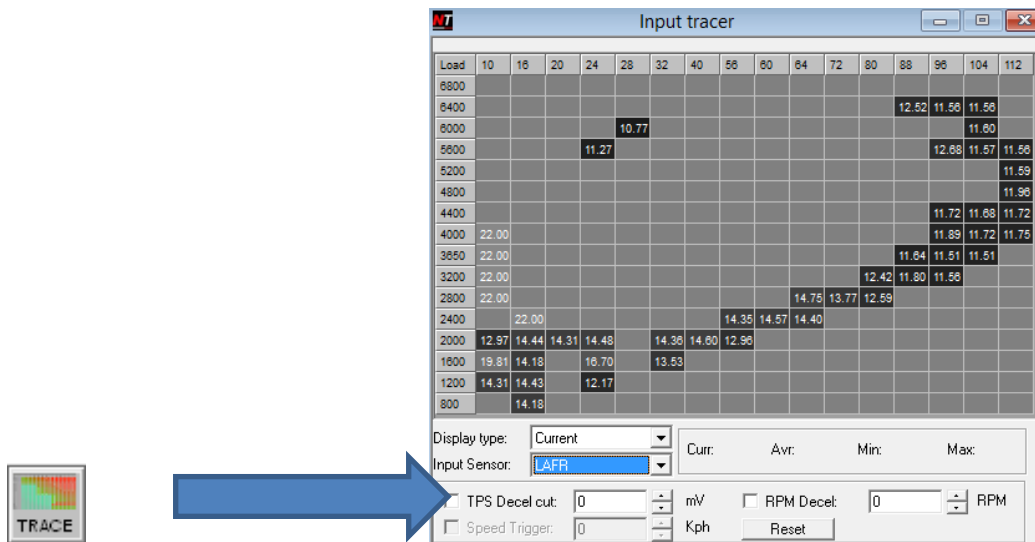 NT Input tracer
Load 10 16 20 24 28 32 40 56 60 64 72 80 88 96 104 112
6800
6400 12.52 11.56 11.56
6000 10.77 11.60
5600 11.27 12.68 11.57 11.56
5200 11.59
4800 11.96
4400 11.72 11.68 11.72
4000 22.00 11.89 11.72 11.75
3650 22.00 11.64 11.51 11.51
3200 22.00 12.42 11.80 11.56
2800 22.00 14.75 13.77 12.59
2400 22.00 14.35 14.57 14.40
2000 12.97 14.44 14.31 14.48 14.36 14.60 12.96
1600 19.81 14.18 16.70 13.53
1200 14.31 14.43 12.17
800 14.18
Display type: Current Curr: Avr: Min: Max:
Input Sensor: LAFR
TPS Decel cut: 0 mV RPM Decel: 0 RPM
Speed Trigger: 0 Kph Reset
TRACE